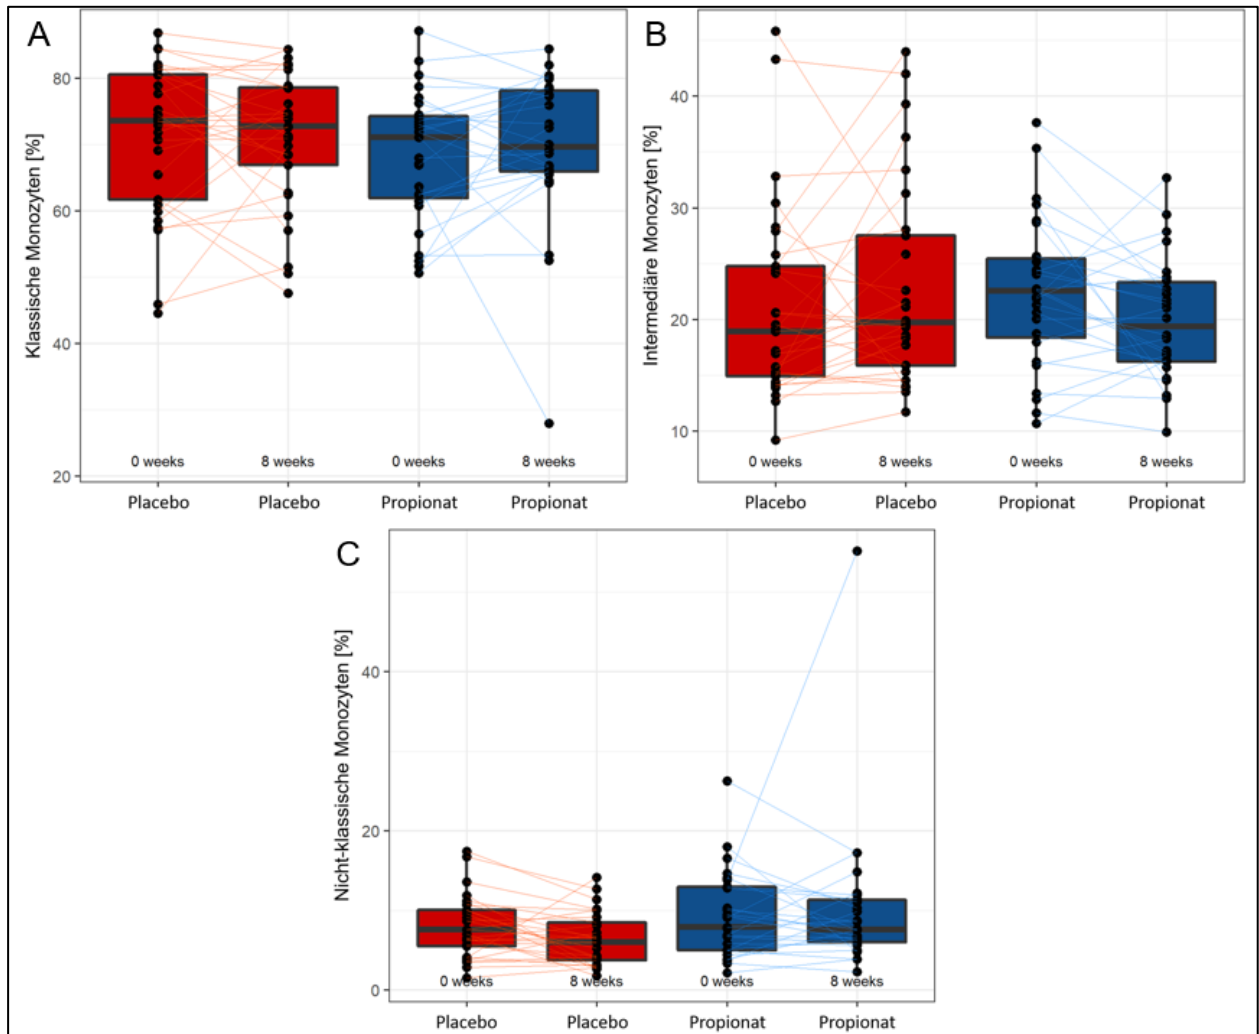 A
Klassische Monozyten [%]
80
60
40
20
0 weeks 8 weeks 0 weeks 8 weeks
Placebo Placebo Propionat Propionat
B
Intermediäre Monozyten [%]
40
30
20
10
0 weeks 8 weeks 0 weeks 8 weeks
Placebo Placebo Propionat Propionat
C
Nicht-klassische Monozyten [%]
40
20
0
0 weeks 8 weeks 0 weeks 8 weeks
Placebo Placebo Propionat Propionat